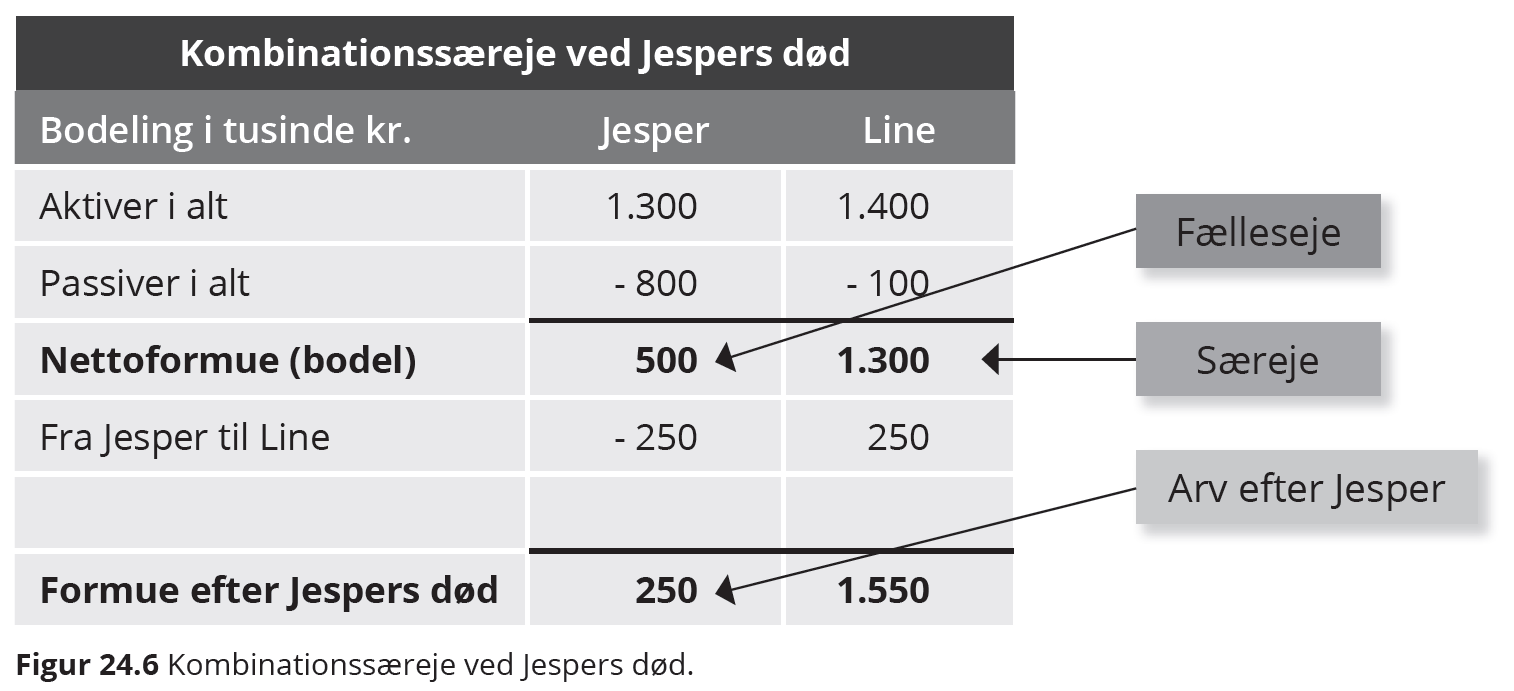 Kombinationssæreje ved Jespers død
Bodeling i tusinde kr. Jesper Line
Aktiver i alt 1.300 1.400
Passiver i alt - 800 - 100
Nettoformue (bodel) 500 1.300
Fra Jesper til Line - 250 250
Formue efter Jespers død 250 1.550
Fælleseje
Særeje
Arv efter Jesper
Figur 24.6 Kombinationssæreje ved Jespers død.